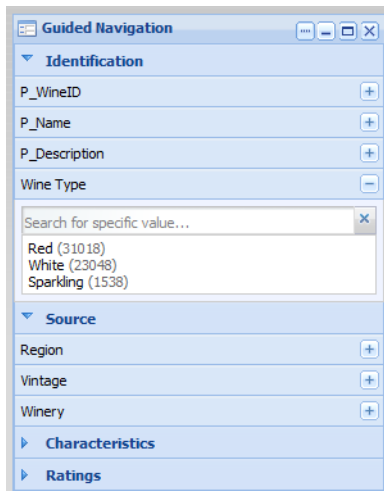 Guided Navigation
Identification
P_WineID
P_Name
P_Description
Wine Type
Search for specific value...
Red (31018)
White (23048)
Sparkling (1538)
Source
Region
Vintage
Winery
Characteristics
Ratings